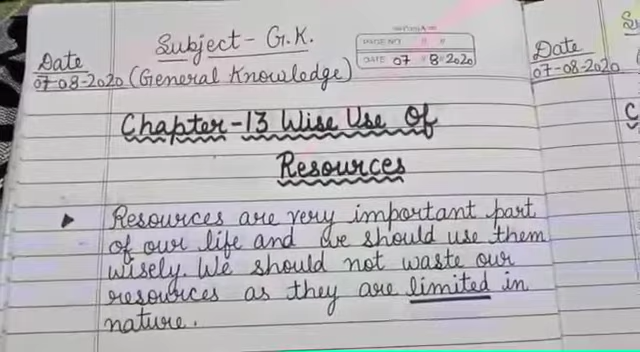 Subject - G.K.
Date
07-08-2020 (General Knowledge)
PAGE NO
DATE 07 8 2020
Chapter-13 Wise Use Of
Resources
Resources are very important part
of our life and we should use them
wisely. We should not waste our
resources as they are limited in
nature.
Date
07-08-2020